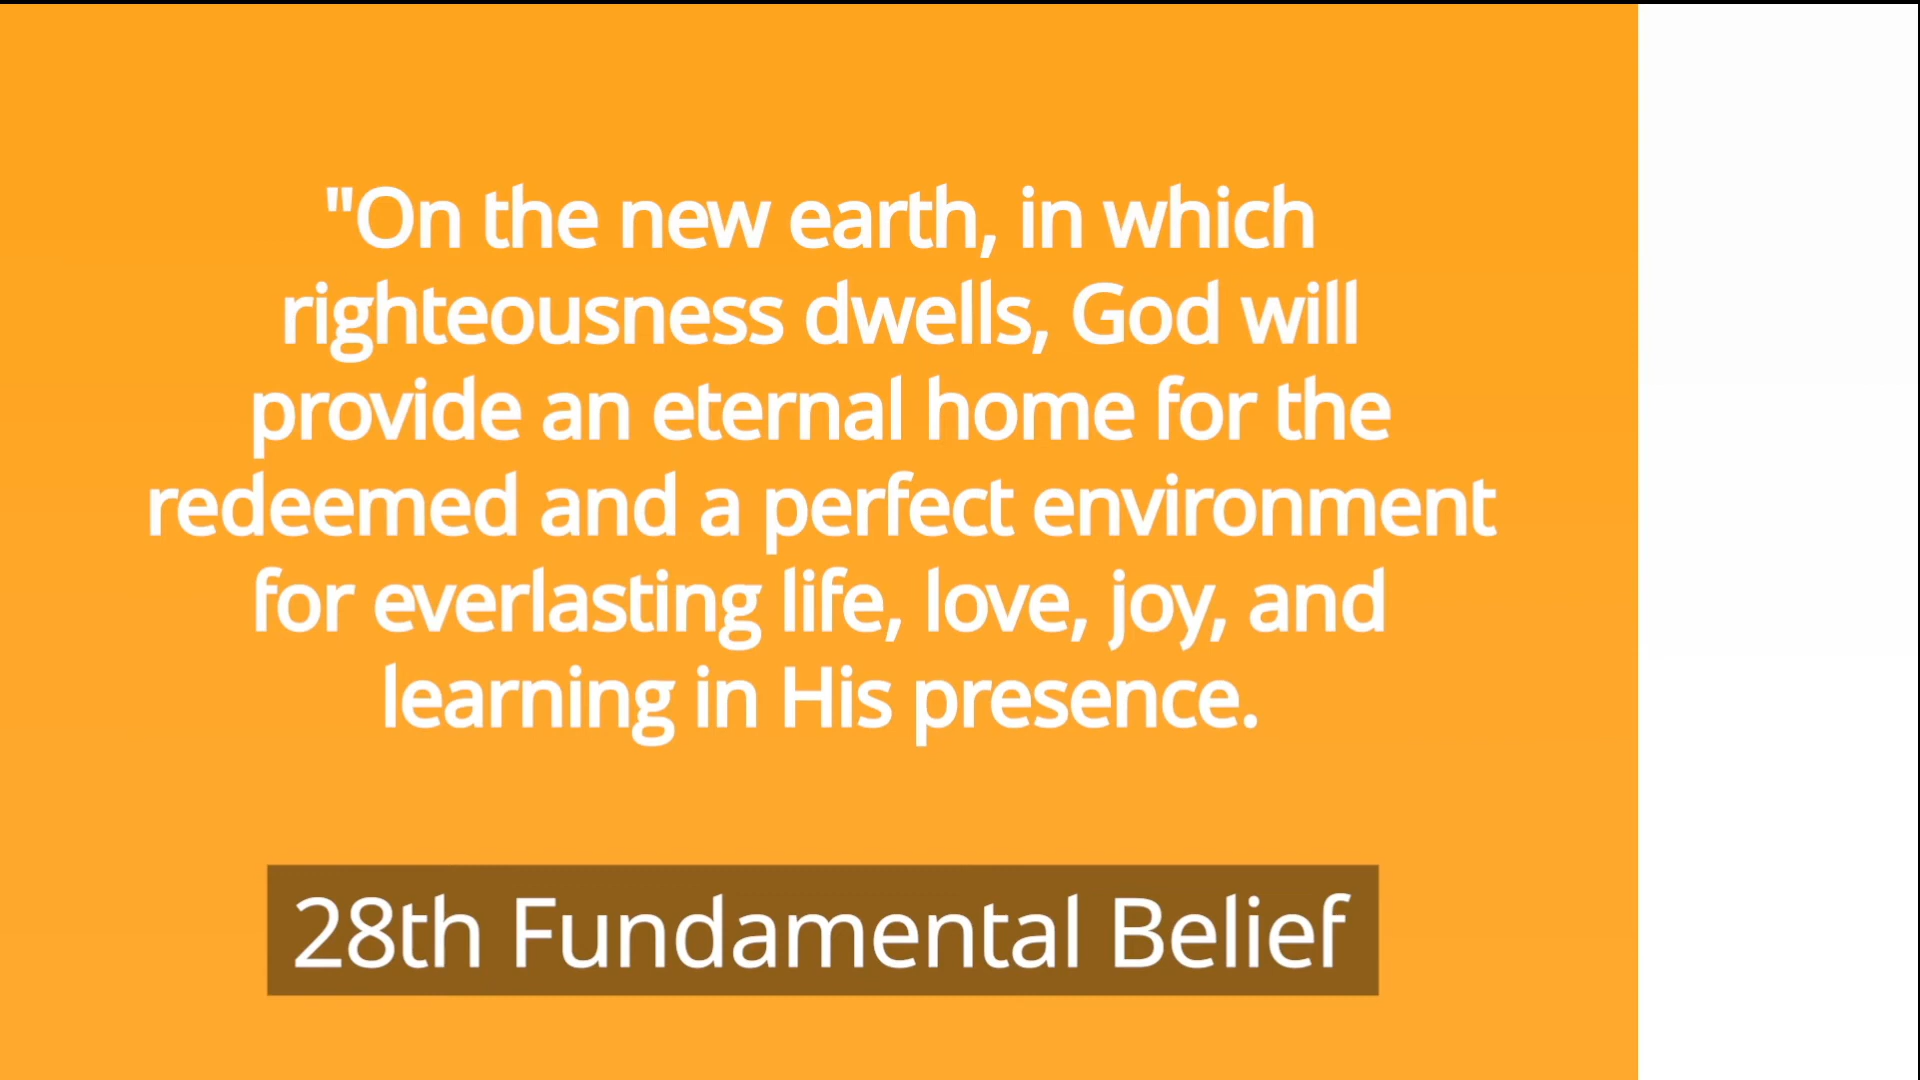 "On the new earth, in which
righteousness dwells, God will
provide an eternal home for the
redeemed and a perfect environment
for everlasting life, love, joy, and
learning in His presence.
28th Fundamental Belief